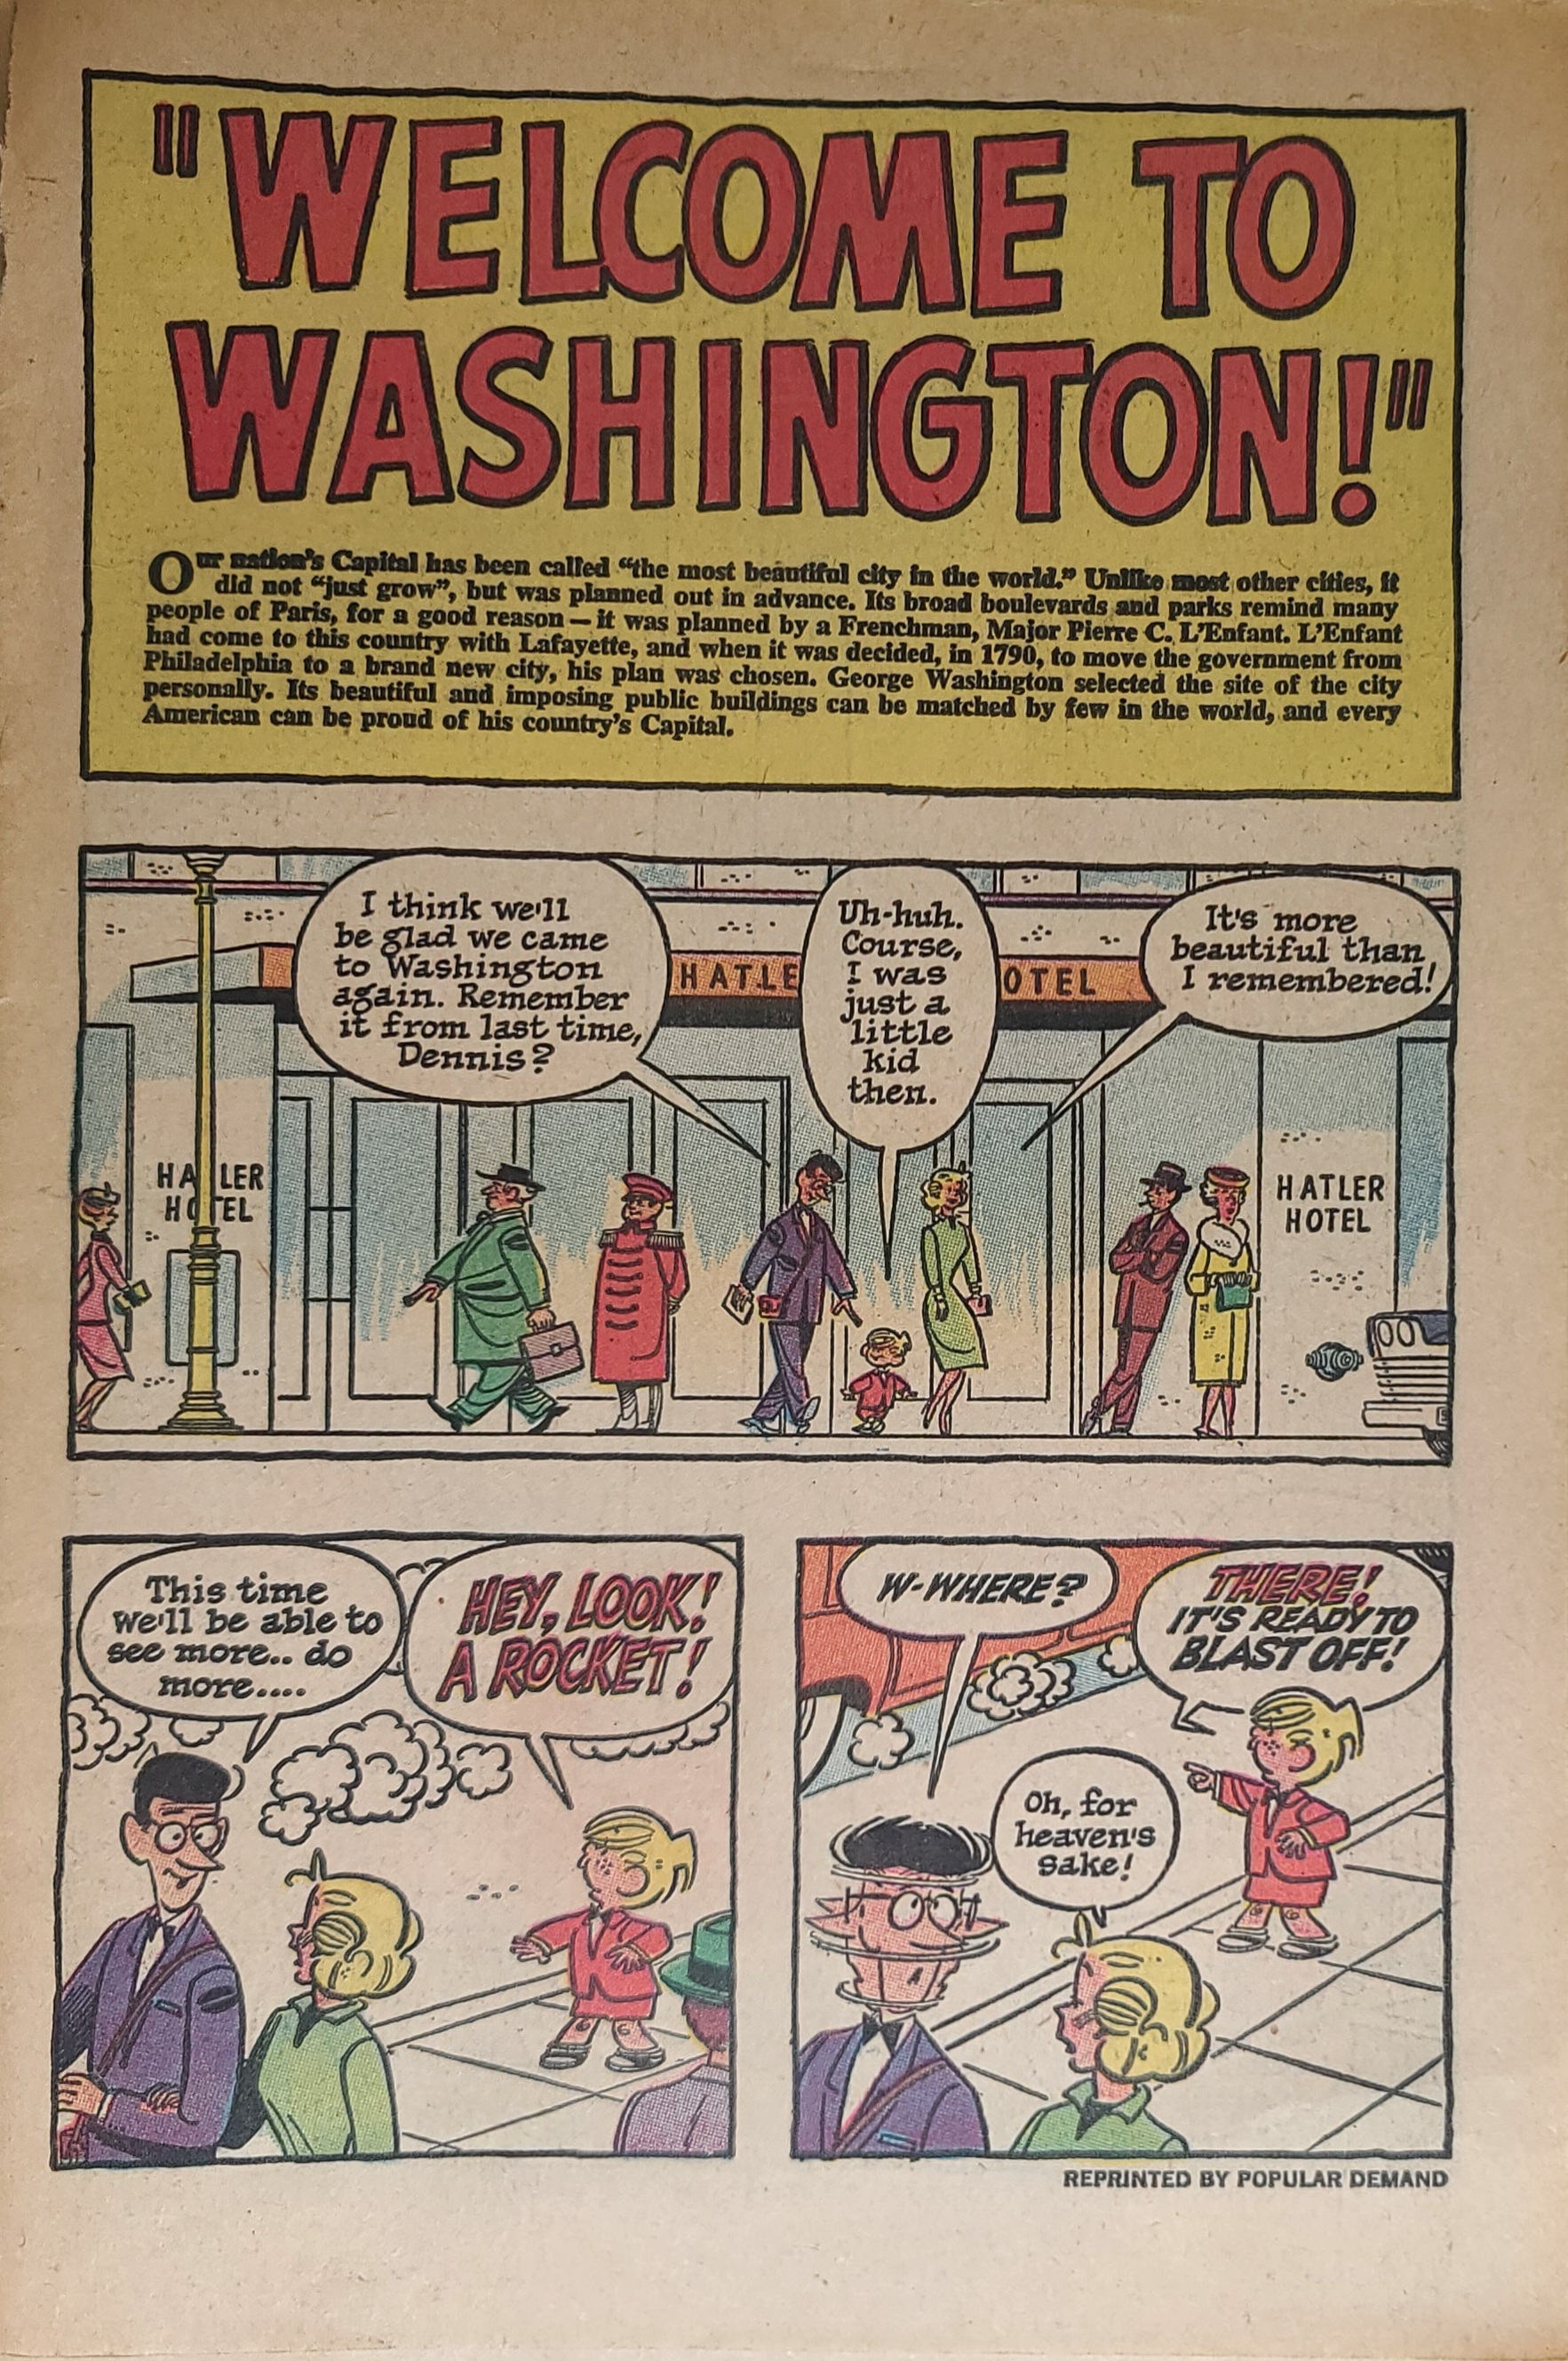 "WELCOME TO
WASHINGTON!"
Our nation's Capital has been called “the most beautiful city in the world.” Unlike most other cities, it
did not “just grow”, but was planned out in advance. Its broad boulevards and parks remind many
people of Paris, for a good reason — it was planned by a Frenchman, Major Pierre C. L'Enfant. L'Enfant
had come to this country with Lafayette, and when it was decided, in 1790, to move the government from
Philadelphia to a brand new city, his plan was chosen. George Washington selected the site of the city
personally. Its beautiful and imposing public buildings can be matched by few in the world, and every
American can be proud of his country's Capital.
I think we'll
be glad we came
to Washington
again. Remember
it from last time,
Dennis?
Uh-huh.
Course,
I was
just a
little
kid
then.
It's more
beautiful than
I remembered!
HATLE OTEL
HA LER
HOTEL
HATLER
HOTEL
This time
we'll be able to
see more.. do
more....
HEY, LOOK!
A ROCKET!
W-WHERE?
THERE!
IT'S READY TO
BLAST OFF!
Oh, for
heaven's
sake!
REPRINTED BY POPULAR DEMAND